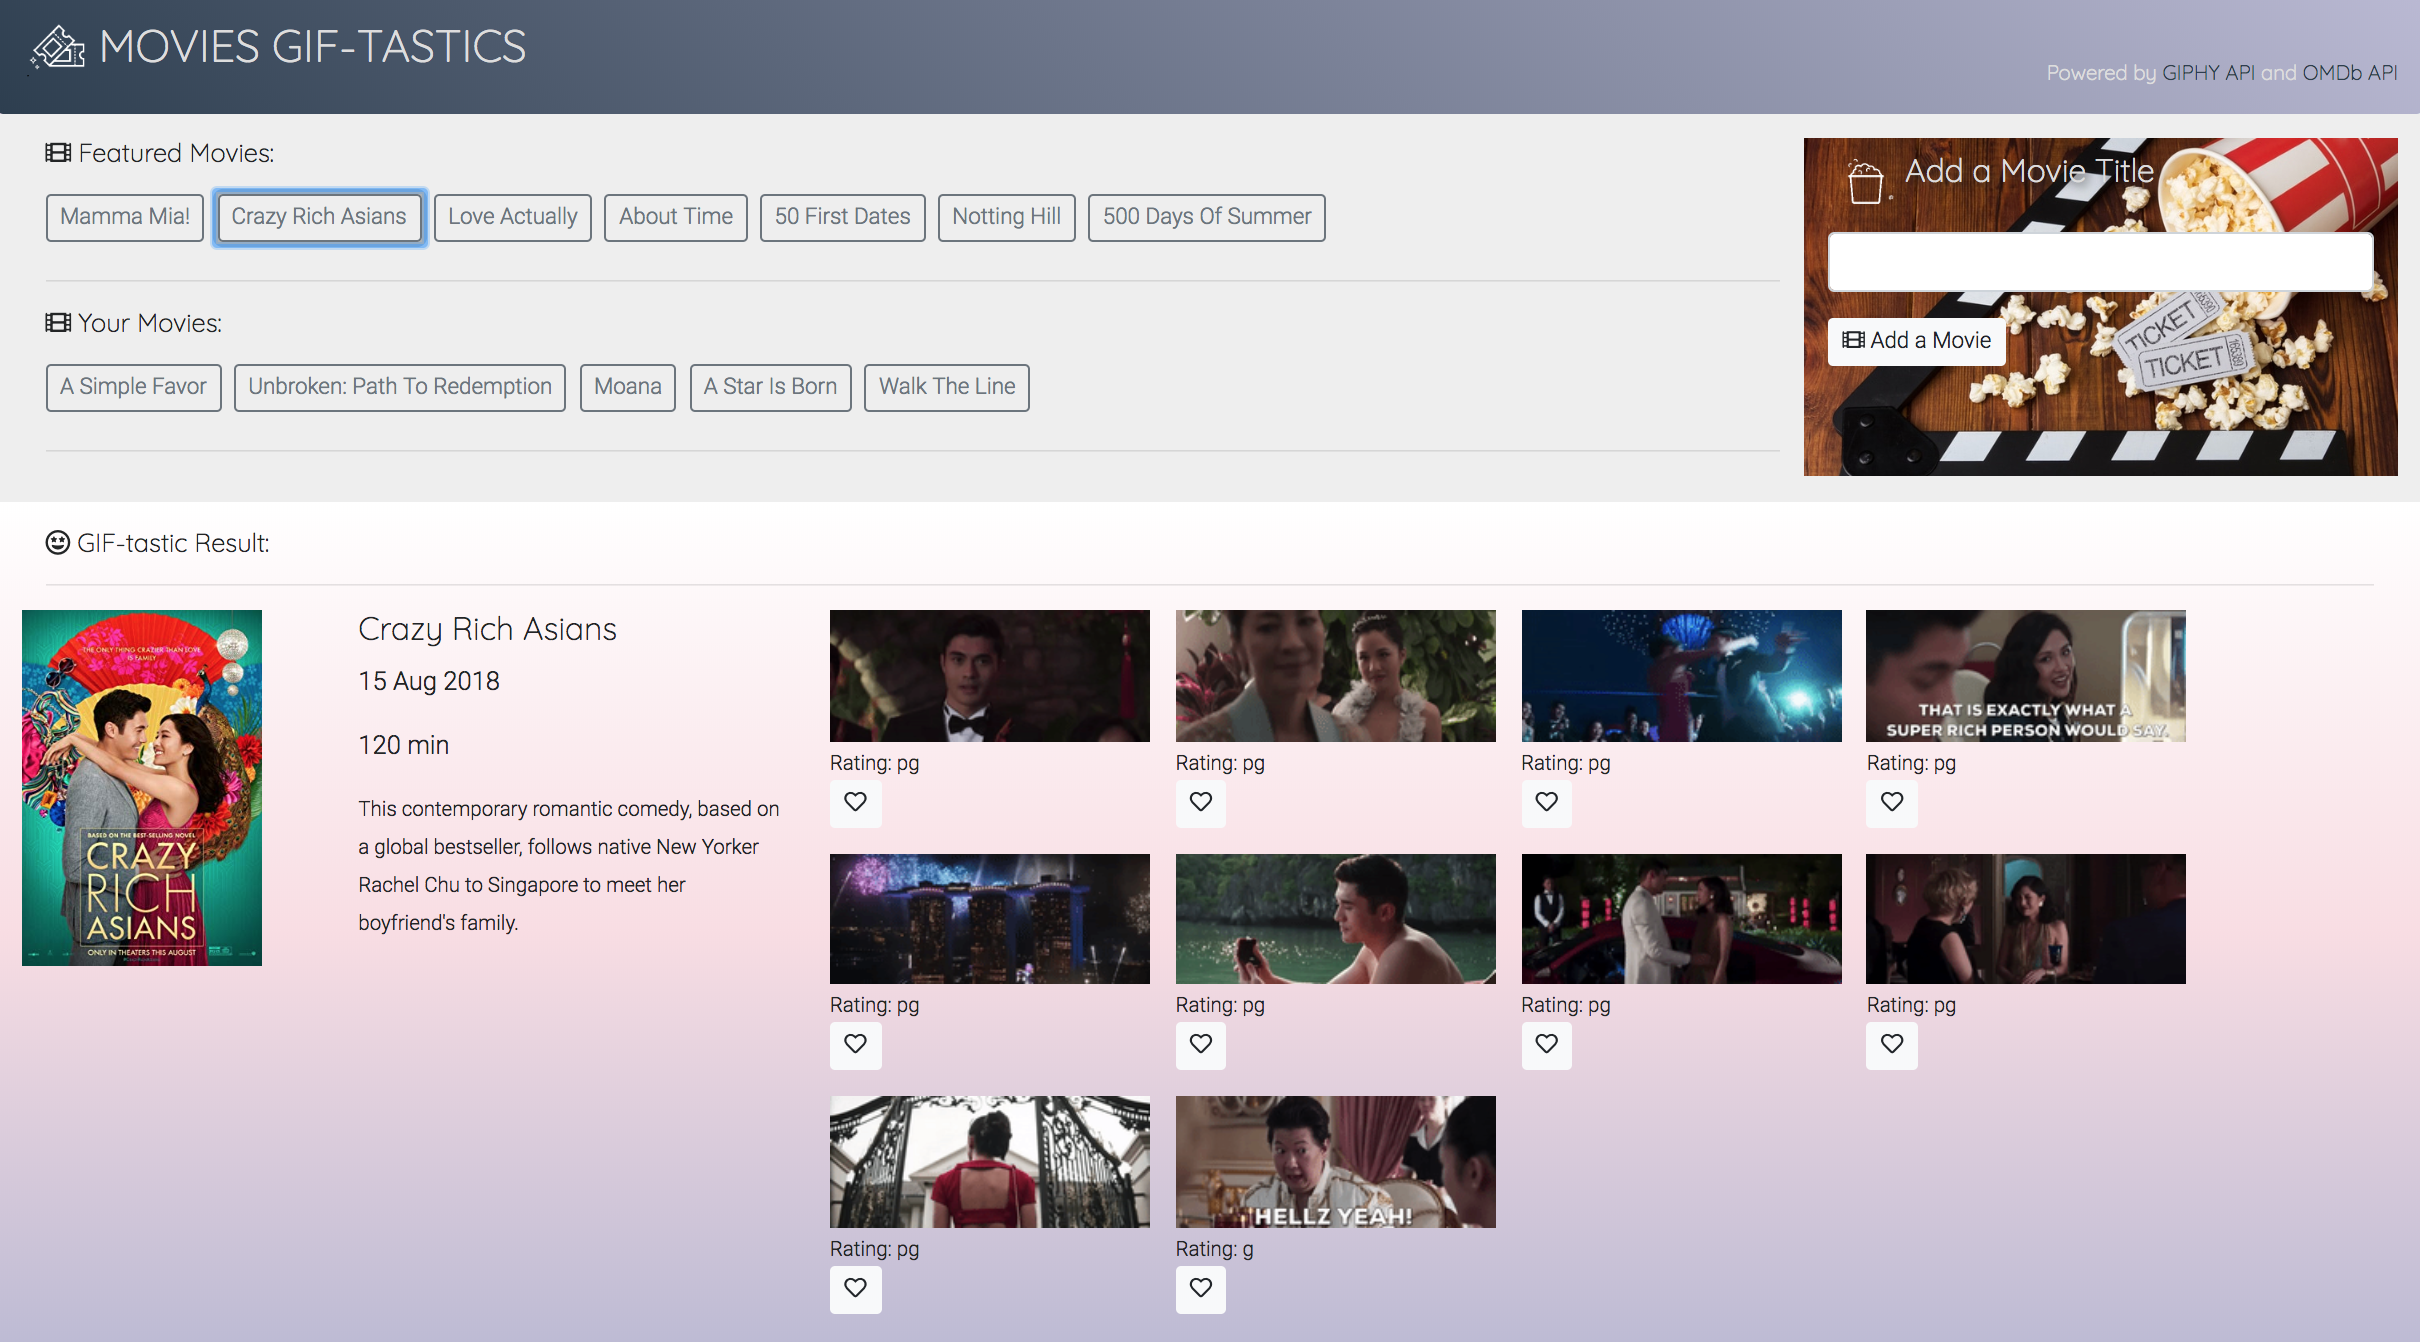 MOVIES GIF-TASTICS
Powered by GIPHY API and OMDb API
Featured Movies:
Mamma Mia!
Crazy Rich Asians
Love Actually
About Time
50 First Dates
Notting Hill
500 Days Of Summer
Your Movies:
A Simple Favor
Unbroken: Path To Redemption
Moana
A Star Is Born
Walk The Line
Add a Movie Title
Add a Movie
TICKET
TICKET
GIF-tastic Result:
THE ONLY THING CRAZIER THAN LOVE
IS FAMILY
BASED ON THE BEST-SELLING NOVEL
CRAZY
RICH
ASIANS
ONLY IN THEATERS THIS AUGUST
Crazy Rich Asians
15 Aug 2018
120 min
This contemporary romantic comedy, based on
a global bestseller, follows native New Yorker
Rachel Chu to Singapore to meet her
boyfriend's family.
THAT IS EXACTLY WHAT A
SUPER RICH PERSON WOULD SAY.
Rating: pg
Rating: pg
Rating: pg
Rating: pg
Rating: pg
Rating: pg
Rating: pg
Rating: pg
HELLZ YEAH!
Rating: pg
Rating: g